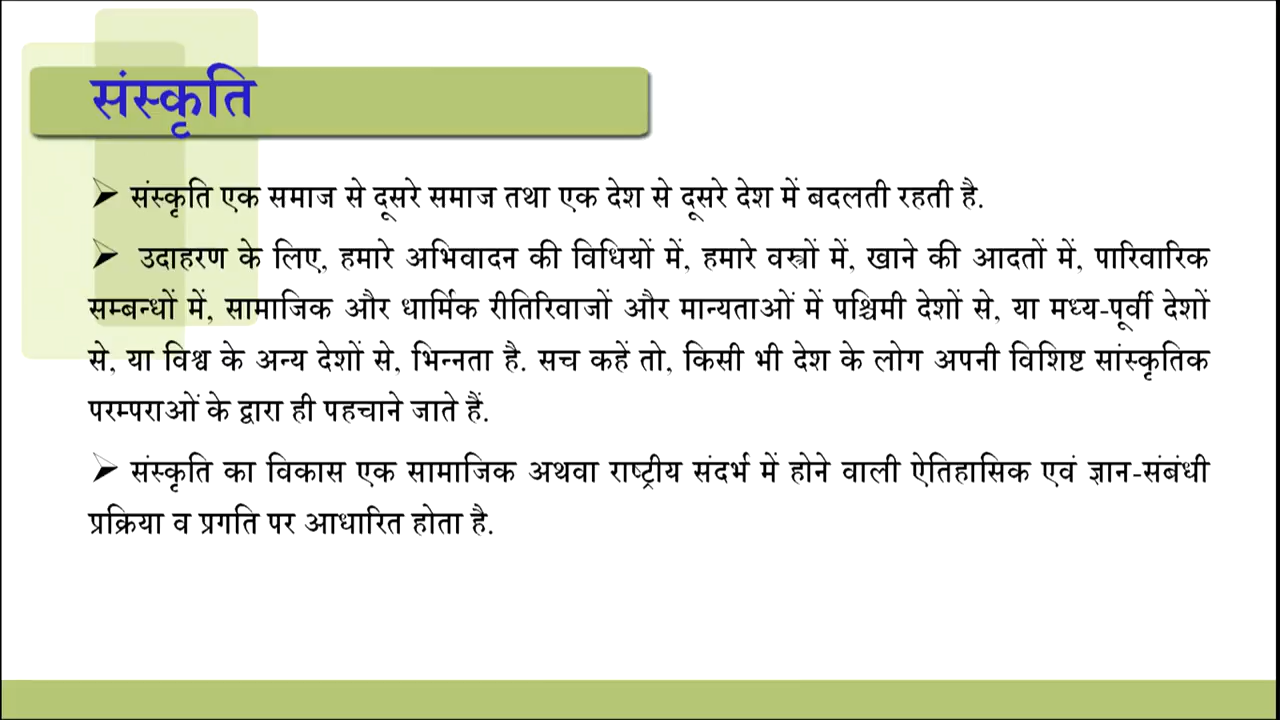 संस्कृति
➢ संस्कृति एक समाज से दूसरे समाज तथा एक देश से दूसरे देश में बदलती रहती है.
➢ उदाहरण के लिए, हमारे अभिवादन की विधियों में, हमारे वस्त्रों में, खाने की आदतों में, पारिवारिक
सम्बन्धों में, सामाजिक और धार्मिक रीतिरिवाजों और मान्यताओं में पश्चिमी देशों से, या मध्य-पूर्वी देशों
से, या विश्व के अन्य देशों से, भिन्नता है. सच कहें तो, किसी भी देश के लोग अपनी विशिष्ट सांस्कृतिक
परम्पराओं के द्वारा ही पहचाने जाते हैं.
➢ संस्कृति का विकास एक सामाजिक अथवा राष्ट्रीय संदर्भ में होने वाली ऐतिहासिक एवं ज्ञान-संबंधी
प्रक्रिया व प्रगति पर आधारित होता है.